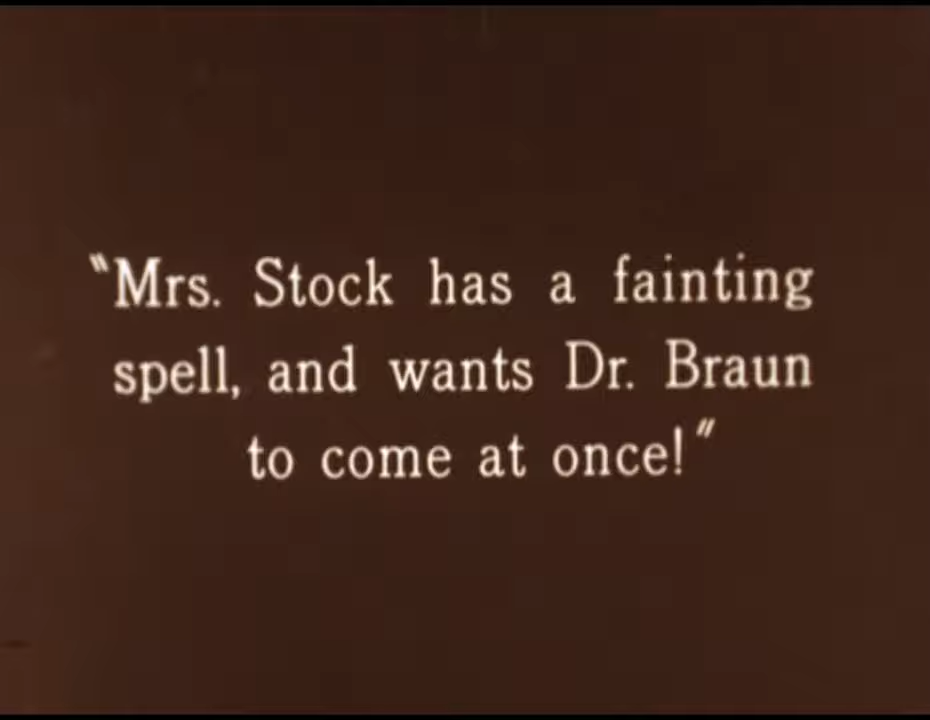 "Mrs. Stock has a fainting
spell, and wants Dr. Braun
to come at once!"